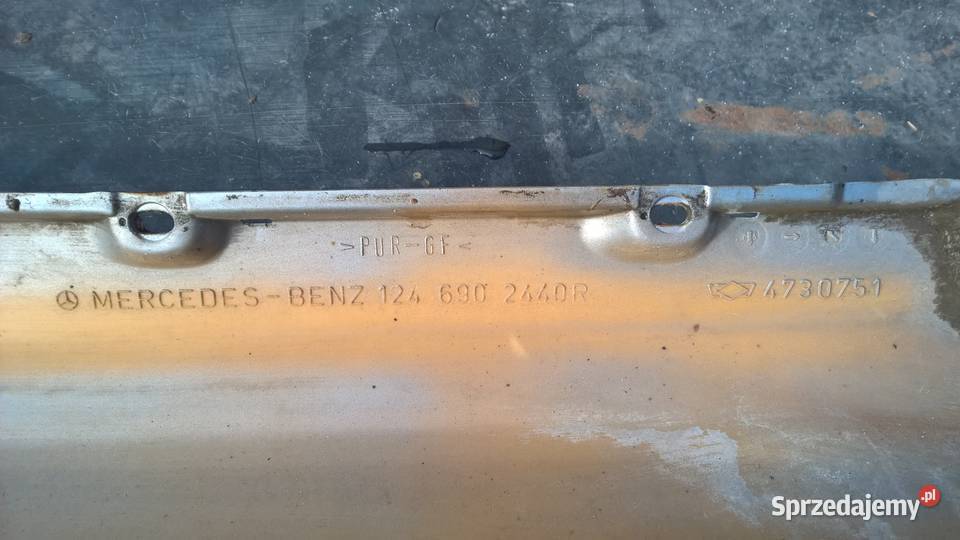 >PUR-GF<
MERCEDES-BENZ 124 690 2440R
4730751
Sprzedajemy.pl